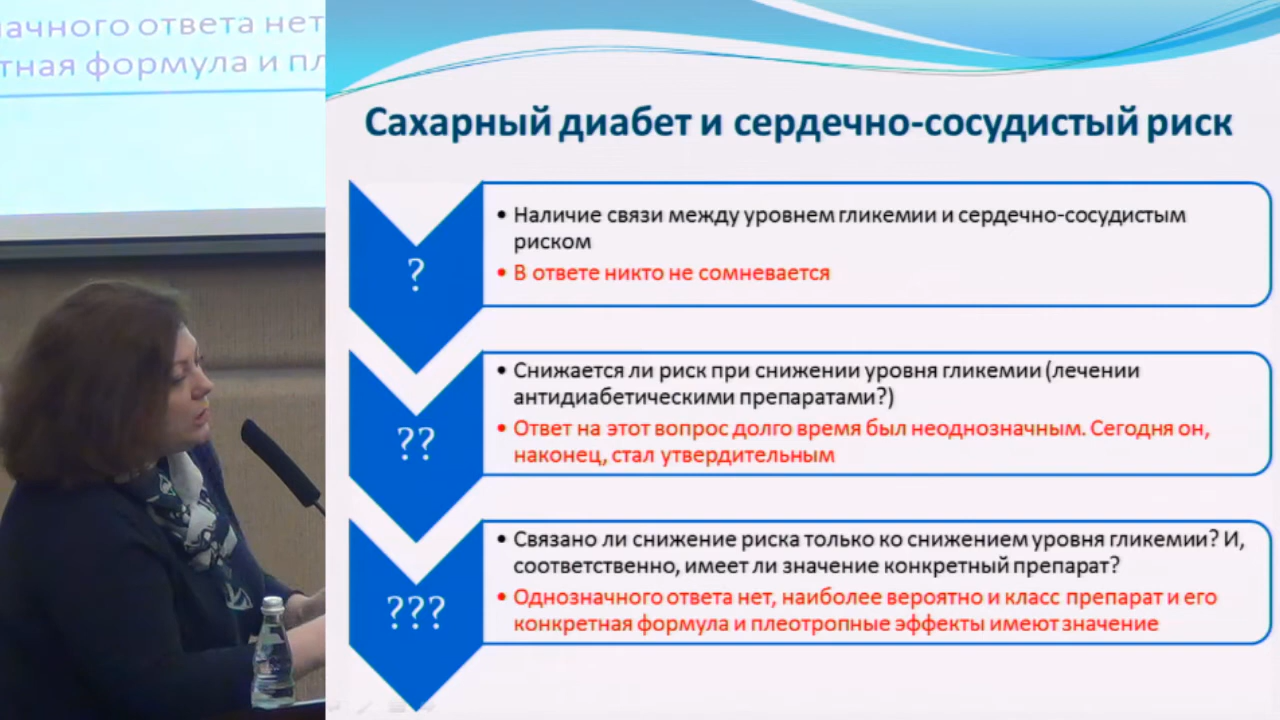 ачного ответа нет
тная формула и пл
Сахарный диабет и сердечно-сосудистый риск
?
• Наличие связи между уровнем гликемии и сердечно-сосудистым
риском
• В ответе никто не сомневается
??
• Снижается ли риск при снижении уровня гликемии (лечении
антидиабетическими препаратами?)
• Ответ на этот вопрос долго время был неоднозначным. Сегодня он,
наконец, стал утвердительным
???
• Связано ли снижение риска только ко снижением уровня гликемии? И,
соответственно, имеет ли значение конкретный препарат?
• Однозначного ответа нет, наиболее вероятно и класс препарат и его
конкретная формула и плеотропные эффекты имеют значение